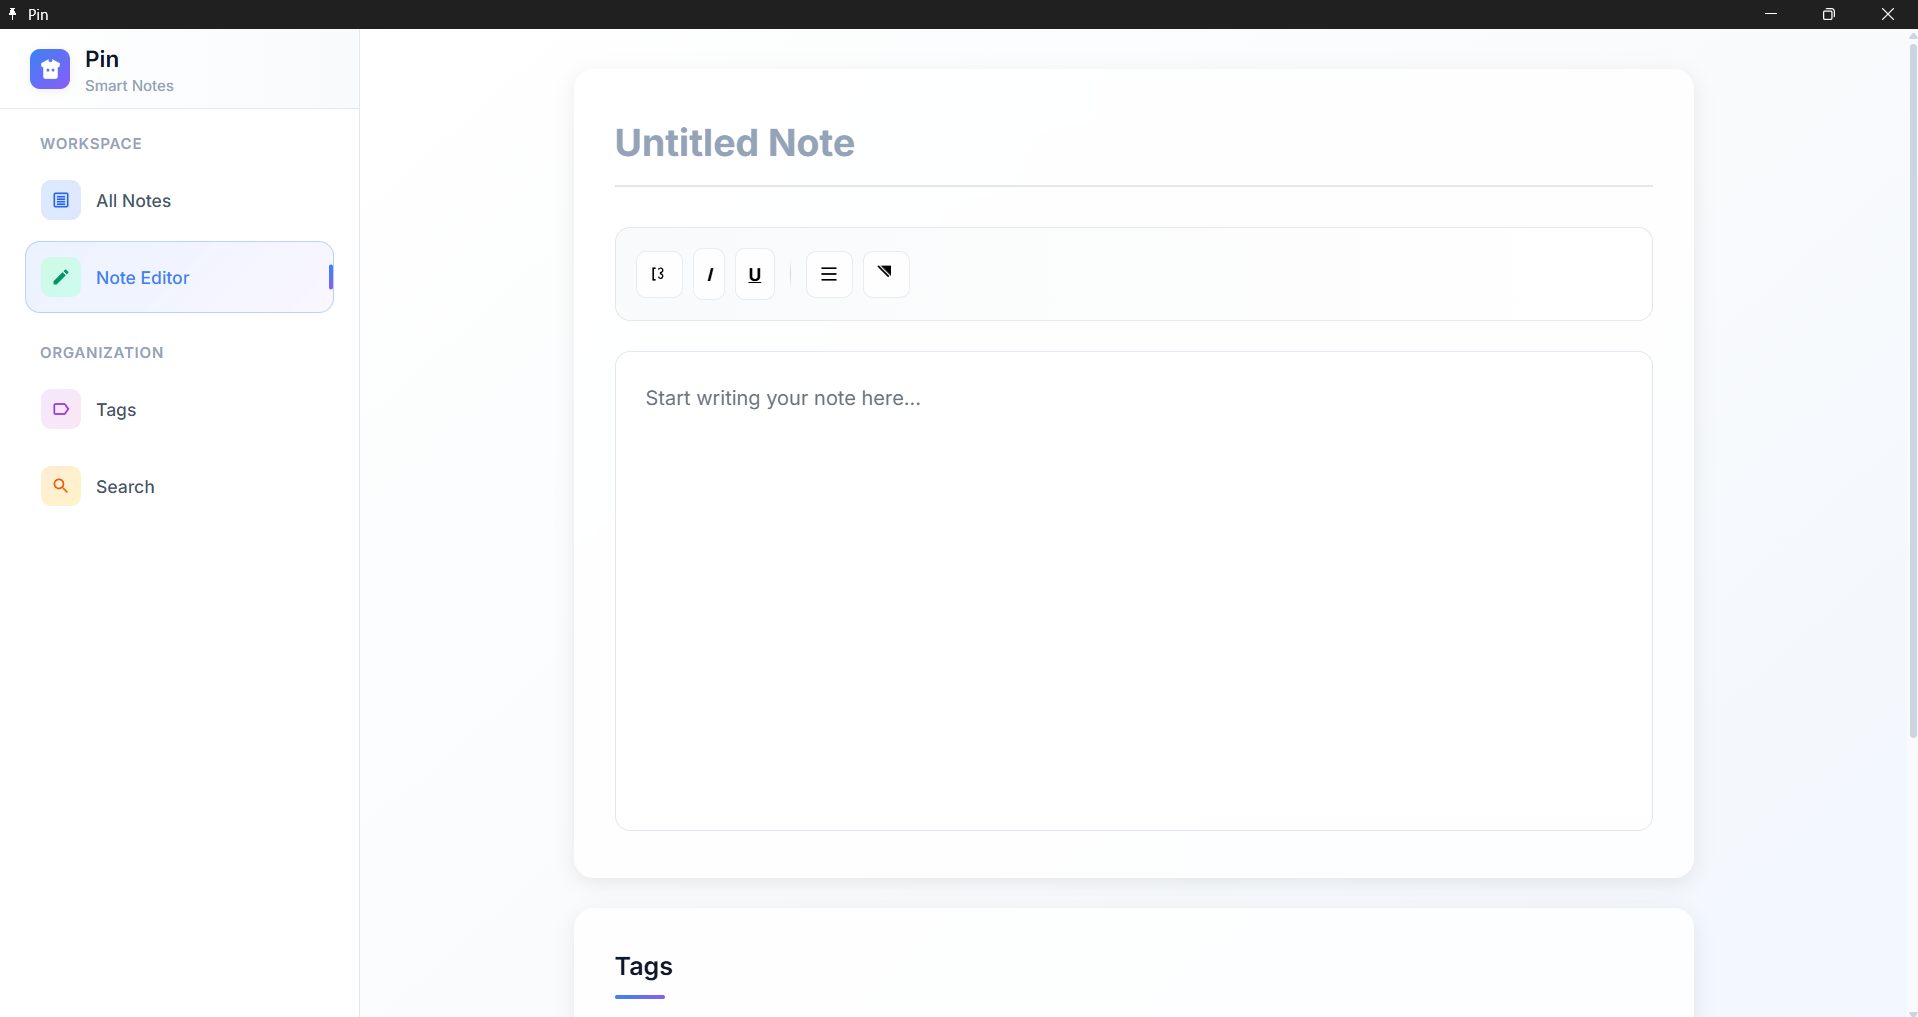 Pin
Pin
Smart Notes
WORKSPACE
All Notes
Note Editor
ORGANIZATION
Tags
Search
Untitled Note
I
U
Start writing your note here...
Tags